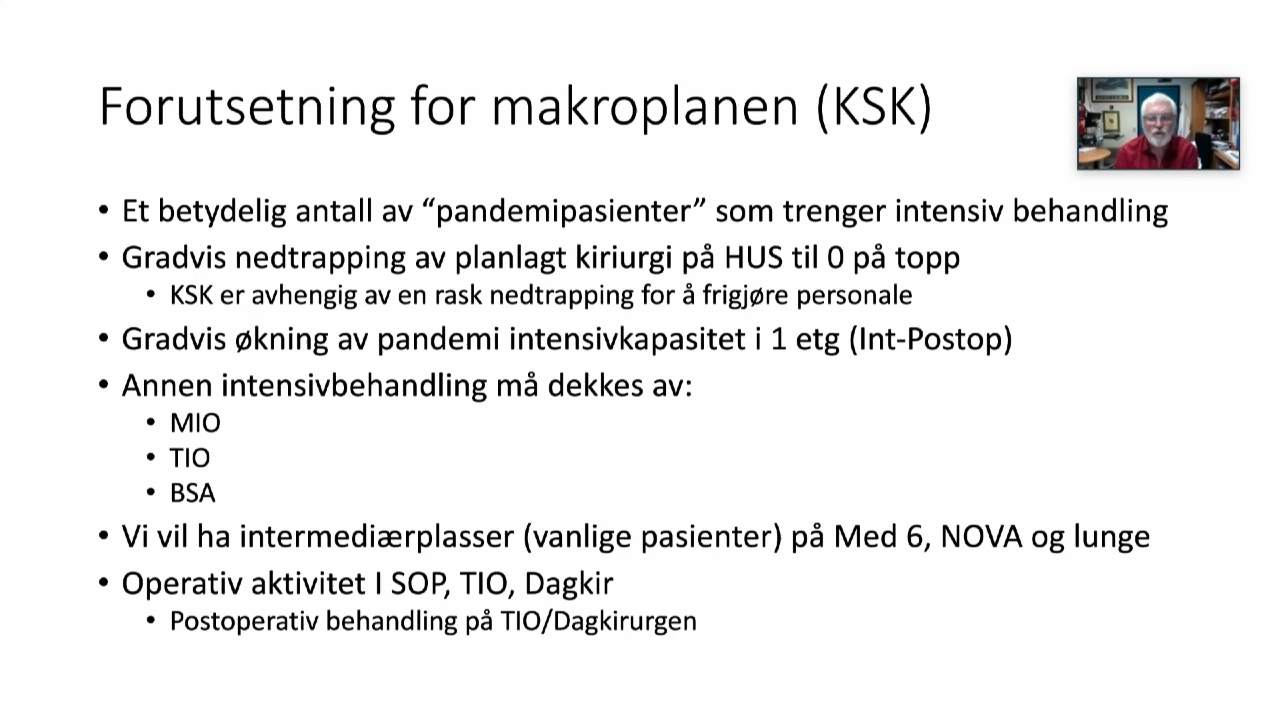 Forutsetning for makroplanen (KSK)
• Et betydelig antall av “pandemipasienter” som trenger intensiv behandling
• Gradvis nedtrapping av planlagt kiriurgi på HUS til 0 på topp
• KSK er avhengig av en rask nedtrapping for å frigjøre personale
• Gradvis økning av pandemi intensivkapasitet i 1 etg (Int-Postop)
• Annen intensivbehandling må dekkes av:
• MIO
• TIO
• BSA
• Vi vil ha intermediærplasser (vanlige pasienter) på Med 6, NOVA og lunge
• Operativ aktivitet I SOP, TIO, Dagkir
• Postoperativ behandling på TIO/Dagkirurgen